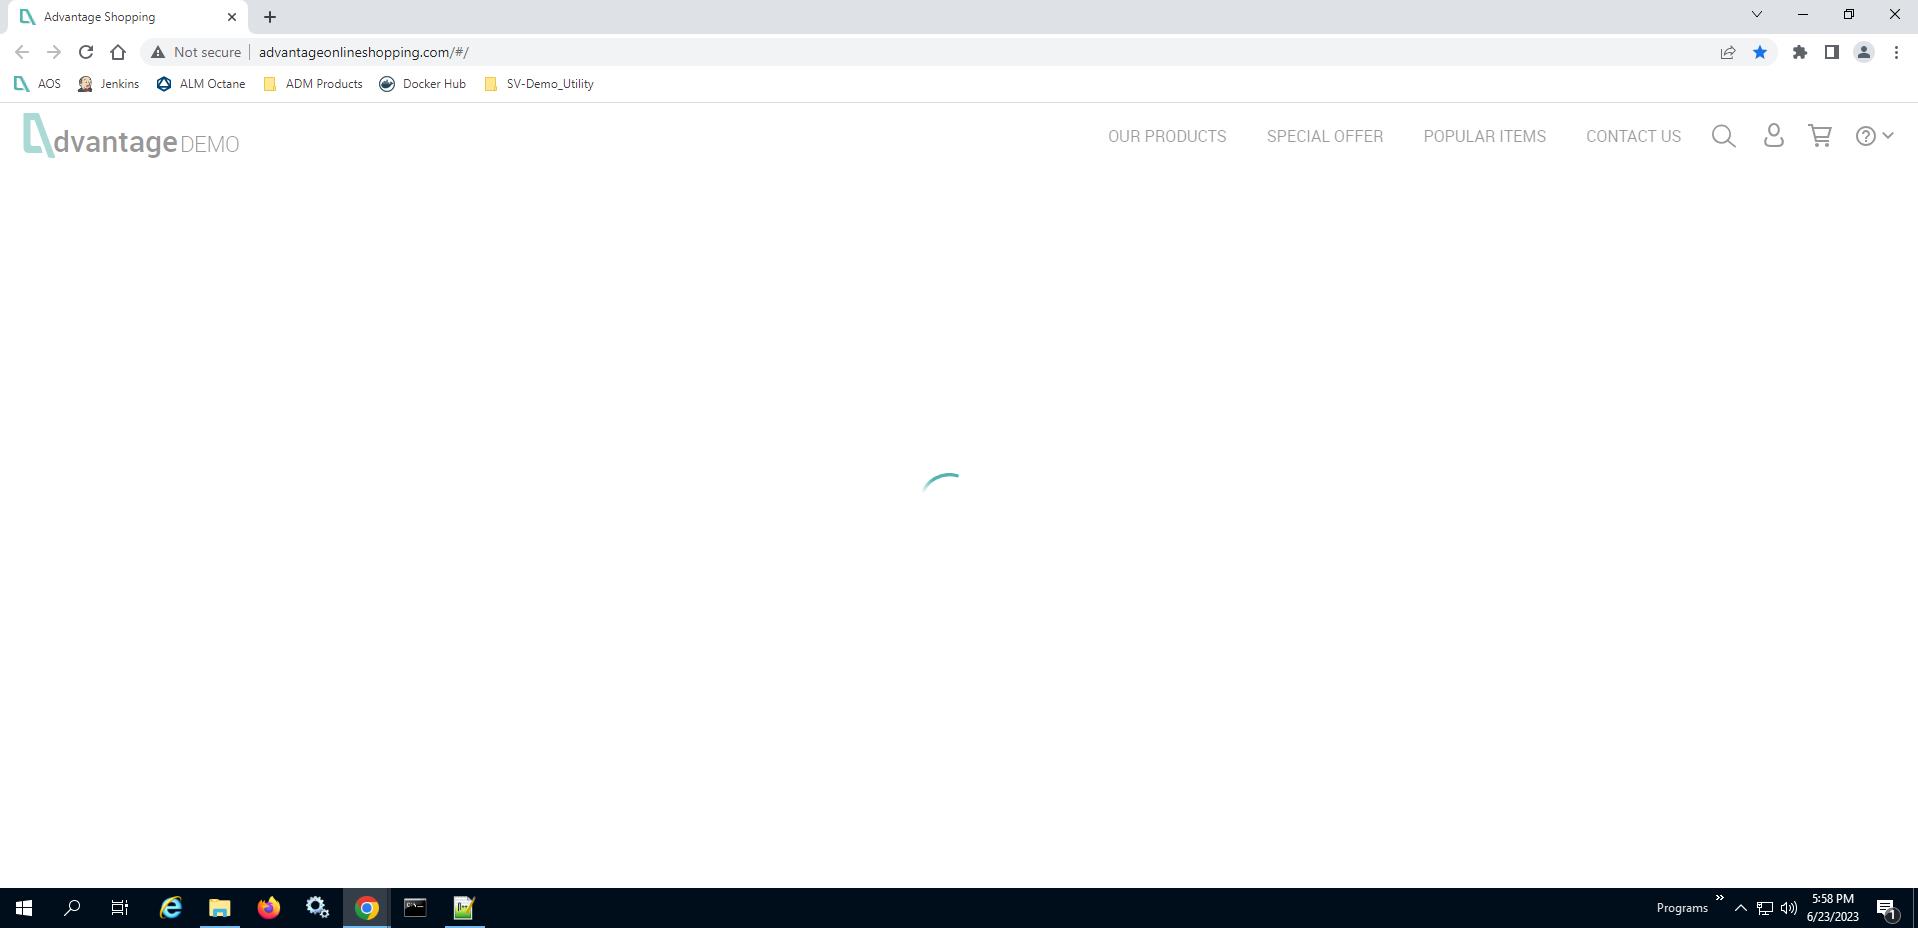 Advantage Shopping
Not secure
advantageonlineshopping.com/#/
AOS
Jenkins
ALM Octane
ADM Products
Docker Hub
SV-Demo_Utility
dvantage DEMO
OUR PRODUCTS
SPECIAL OFFER
POPULAR ITEMS
CONTACT US
Programs
5:58 PM
6/23/2023
1